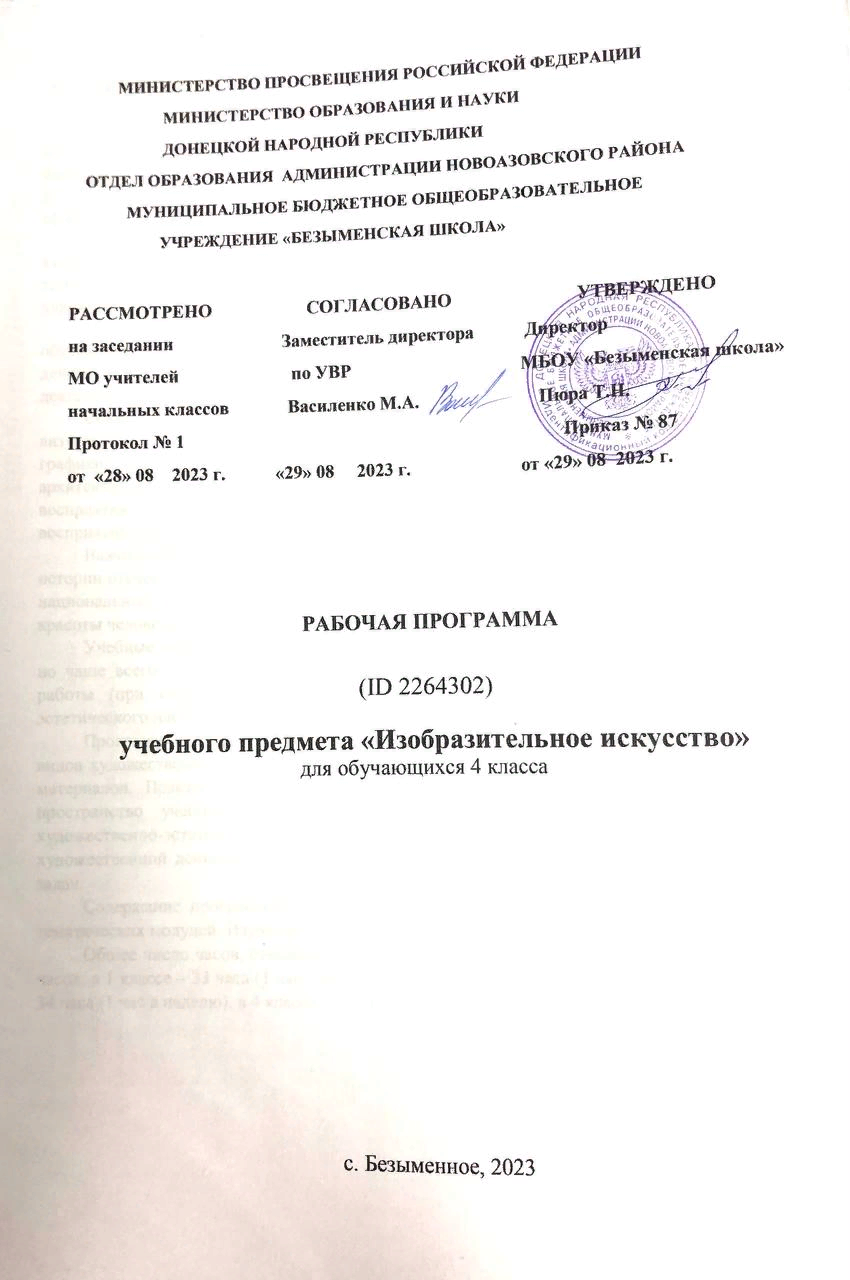 МИНИСТЕРСТВО ПРОСВЕЩЕНИЯ РОССИЙСКОЙ ФЕДЕРАЦИИ
МИНИСТЕРСТВО ОБРАЗОВАНИЯ И НАУКИ
ДОНЕЦКОЙ НАРОДНОЙ РЕСПУБЛИКИ
ОТДЕЛ ОБРАЗОВАНИЯ АДМИНИСТРАЦИИ НОВОАЗОВСКОГО РАЙОНА
МУНИЦИПАЛЬНОЕ БЮДЖЕТНОЕ ОБЩЕОБРАЗОВАТЕЛЬНОЕ
УЧРЕЖДЕНИЕ «БЕЗЫМЕНСКАЯ ШКОЛА»
РАССМОТРЕНО
на заседании
МО учителей
начальных классов
Протокол № 1
от «28» 08 2023 г.
СОГЛАСОВАНО
Заместитель директора
по УВР
Василенко М.А.
«29» 08 2023 г.
УТВЕРЖДЕНО
Директор
МБОУ «Безыменская школа»
Пюра Т.Н.
Приказ № 87
от «29» 08 2023 г.
РАБОЧАЯ ПРОГРАММА
(ID 2264302)
учебного предмета «Изобразительное искусство»
для обучающихся 4 класса
с. Безыменное, 2023